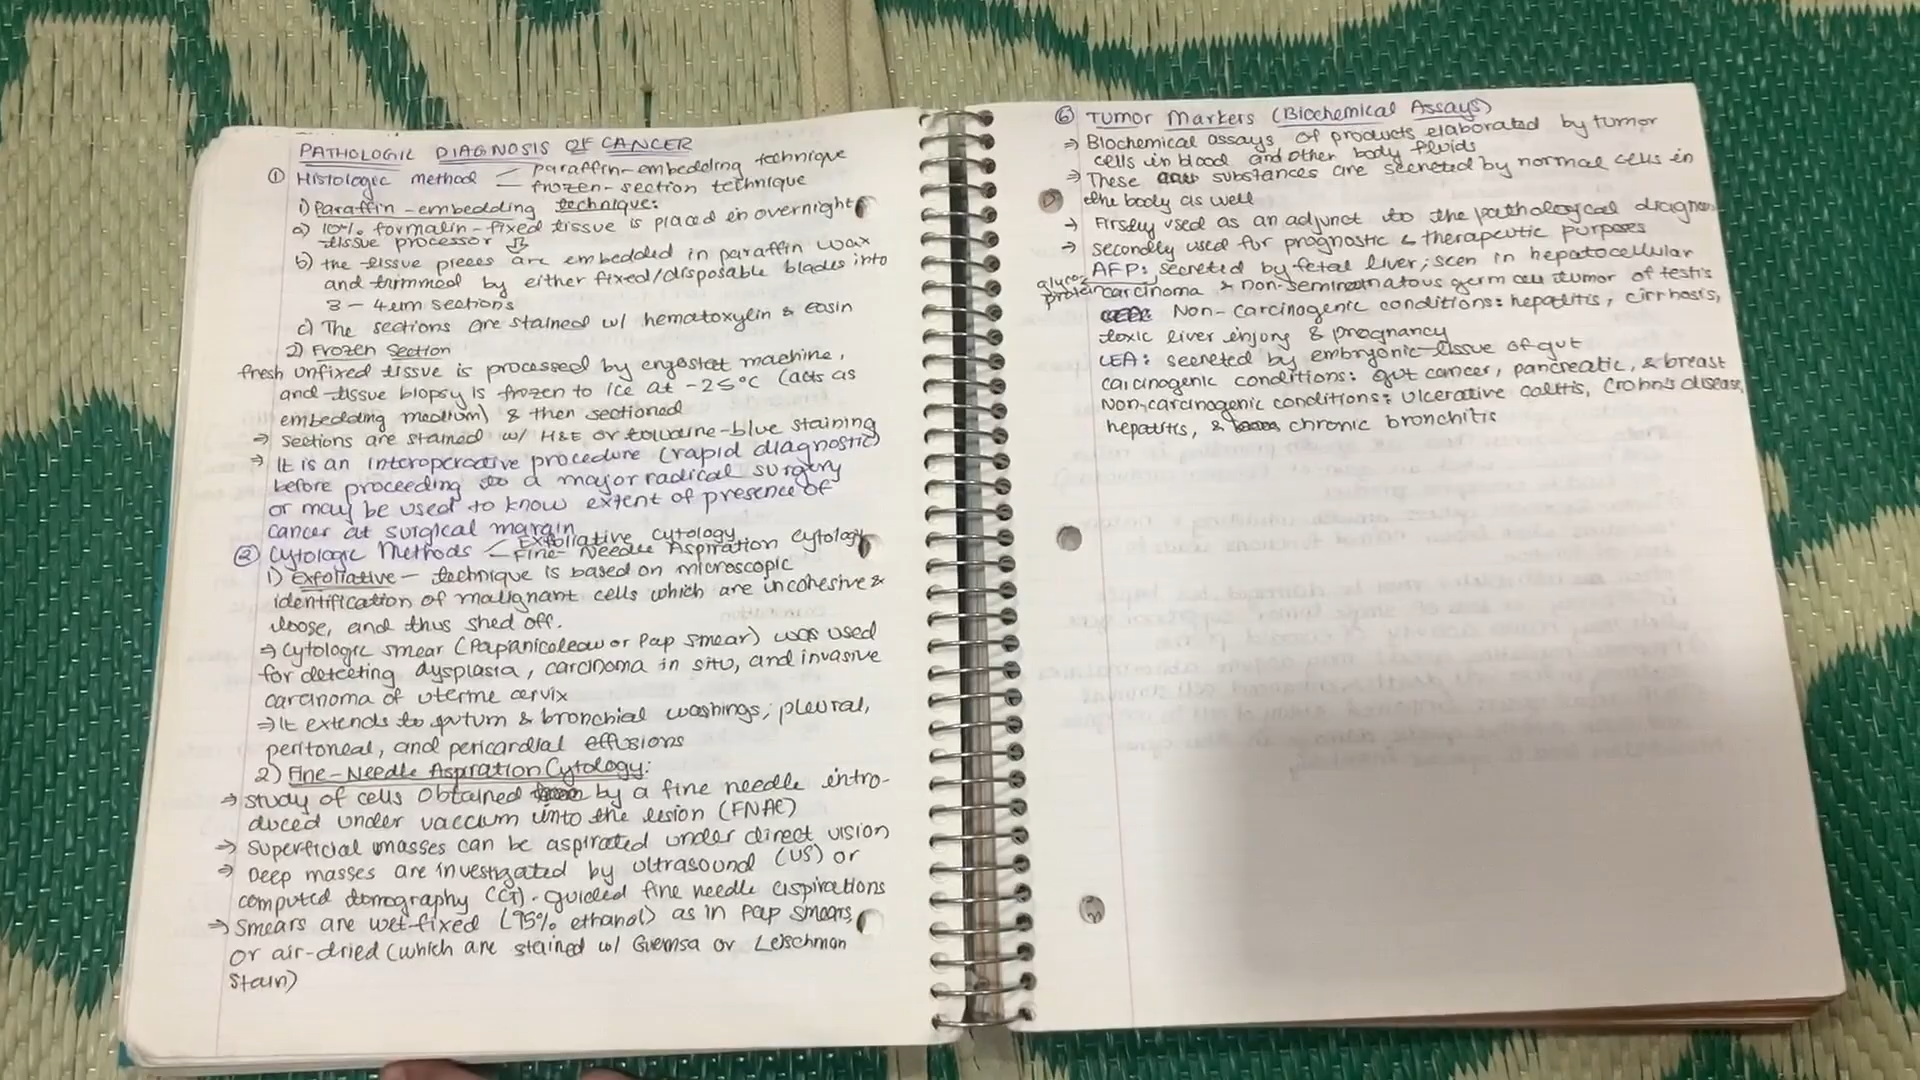 PATHOLOGIC DIAGNOSIS OF CANCER
① Histologic method < paraffin-embedding technique
frozen-section technique
1) Paraffin-embedding technique:
a) 10% formalin-fixed tissue is placed in overnight
tissue processor
b) the tissue pieces are embedded in paraffin wax
and trimmed by either fixed/disposable blades into
3-4um sections
c) The sections are stained w/ hematoxylin & eosin
2) Frozen Section
fresh unfixed tissue is processed by cryostat machine,
and tissue biopsy is frozen to ice at -25°C (acts as
embedding medium) & then sectioned
⇒ Sections are stained w/ H&E or toluidine-blue staining
⇒ It is an interoperative procedure (rapid diagnostic)
before proceeding to a major radical surgery
or may be used to know extent of presence of
cancer at surgical margin
② Cytologic Methods < Exfoliative Cytology
Fine-Needle Aspiration Cytology
1) Exfoliative - technique is based on microscopic
identification of malignant cells which are incohesive &
loose, and thus shed off.
⇒ Cytologic smear (Papanicoleaw or Pap smear) was used
for detecting dysplasia, carcinoma in situ, and invasive
carcinoma of uterine cervix
⇒ It extends to sputum & bronchial washings; pleural,
peritoneal, and pericardial effusions
2) Fine-Needle Aspiration Cytology:
⇒ study of cells obtained by a fine needle intro-
duced under vaccum into the lesion (FNAC)
⇒ Superficial masses can be aspirated under direct vision
⇒ Deep masses are investigated by ultrasound (US) or
computed tomography (CT)-guided fine needle aspirations
⇒ Smears are wet-fixed (95% ethanol) as in Pap smears,
or air-dried (which are stained w/ Giemsa or Leischman
Stain)
⑥ Tumor Markers (Biochemical Assays)
⇒ Biochemical assays of products elaborated by tumor
cells in blood and other body fluids
⇒ These substances are secreted by normal cells in
the body as well
→ Firstly used as an adjunct to the pathological diagnos
→ secondly used for prognostic & therapeutic purposes
AFP: secreted by fetal liver; seen in hepatocellular
glyco-
protein
carcinoma & non-seminomatous germ cell tumor of testis
Non-carcinogenic conditions: hepatitis, cirrhosis,
toxic liver injury & pregnancy
CEA: secreted by embryonic tissue of gut
carcinogenic conditions: gut cancer, pancreatic, & breast
Non-carcinogenic conditions: Ulcerative colitis, Crohn's disease,
hepatitis, & chronic bronchitis